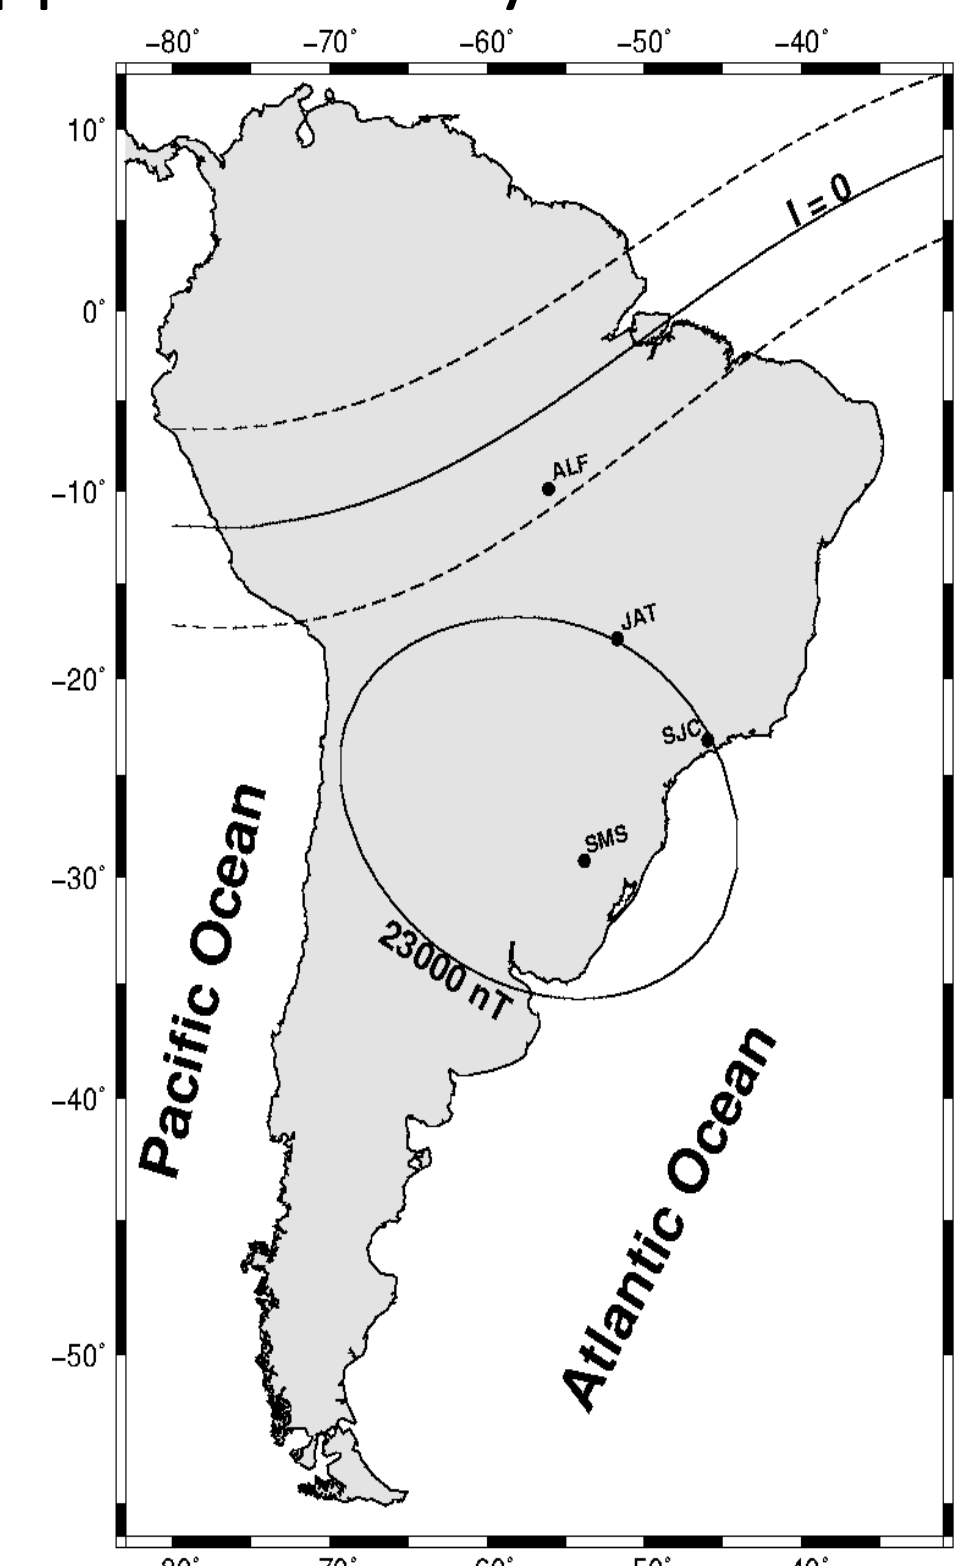 −80° −70° −60° −50° −40°
10°
I = 0
0°
ALF
−10°
JAT
−20°
SJC
SMS
−30°
23000 nT
Pacific Ocean
−40°
Atlantic Ocean
−50°